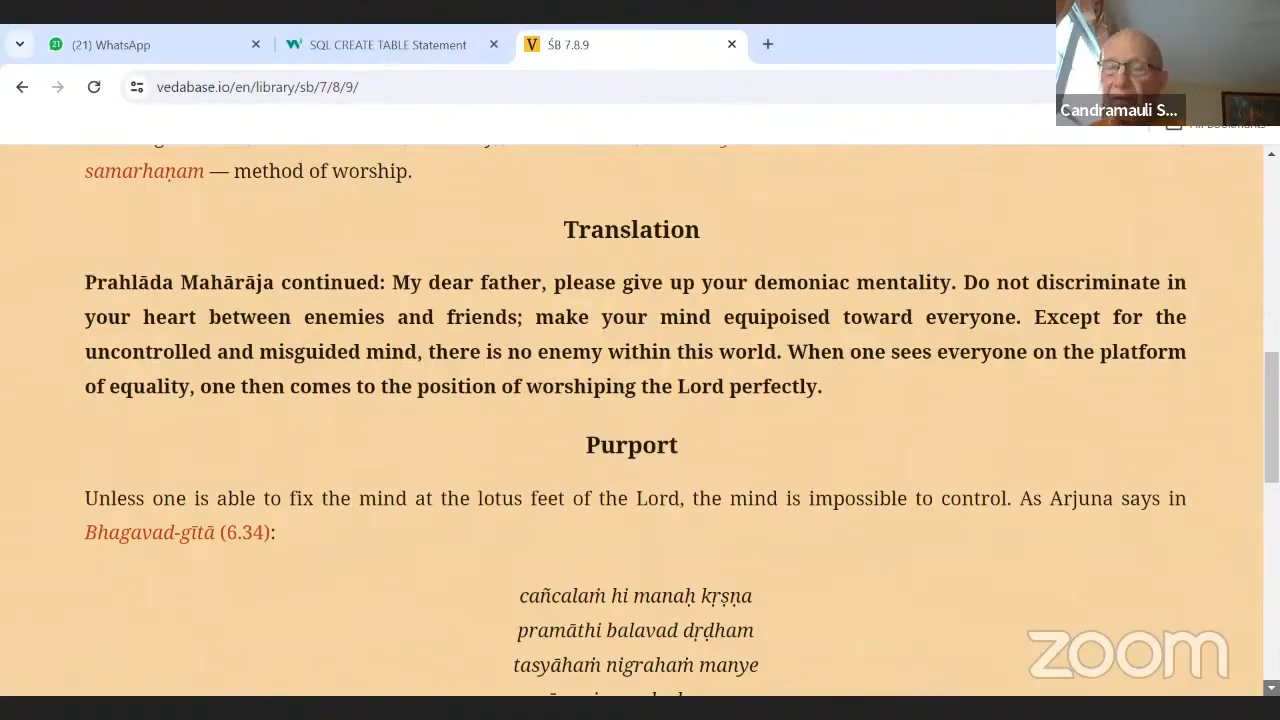 (21) WhatsApp
SQL CREATE TABLE Statement
ŚB 7.8.9
vedabase.io/en/library/sb/7/8/9/
Candramauli S...
All Bookmarks
samarhaṇam — method of worship.
Translation
Prahlāda Mahārāja continued: My dear father, please give up your demoniac mentality. Do not discriminate in
your heart between enemies and friends; make your mind equipoised toward everyone. Except for the
uncontrolled and misguided mind, there is no enemy within this world. When one sees everyone on the platform
of equality, one then comes to the position of worshiping the Lord perfectly.
Purport
Unless one is able to fix the mind at the lotus feet of the Lord, the mind is impossible to control. As Arjuna says in
Bhagavad-gītā (6.34):
cañcalaṁ hi manaḥ kṛṣṇa
pramāthi balavad dṛḍham
tasyāhaṁ nigrahaṁ manye
zoom